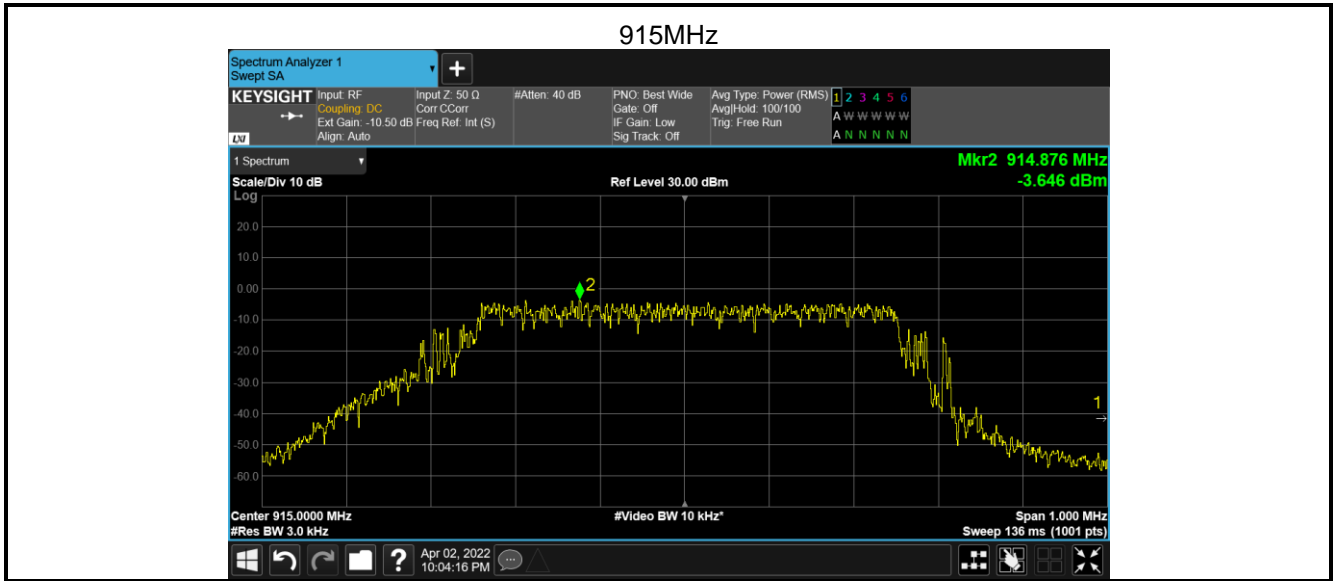 915MHz
Spectrum Analyzer 1
Swept SA
+
KEYSIGHT
Input: RF
Coupling: DC
Ext Gain: -10.50 dB
Align: Auto
LXI
Input Z: 50 Ω
Corr CCorr
Freq Ref: Int (S)
#Atten: 40 dB
PNO: Best Wide
Gate: Off
IF Gain: Low
Sig Track: Off
Avg Type: Power (RMS)
Avg|Hold: 100/100
Trig: Free Run
1 2 3 4 5 6
A W W W W W
A N N N N N
1 Spectrum
Mkr2 914.876 MHz
Scale/Div 10 dB
Ref Level 30.00 dBm
-3.646 dBm
Log
20.0
10.0
0.00
2
-10.0
-20.0
-30.0
-40.0
1
-50.0
-60.0
Center 915.0000 MHz
#Video BW 10 kHz*
Span 1.000 MHz
#Res BW 3.0 kHz
Sweep 136 ms (1001 pts)
?
Apr 02, 2022
10:04:16 PM